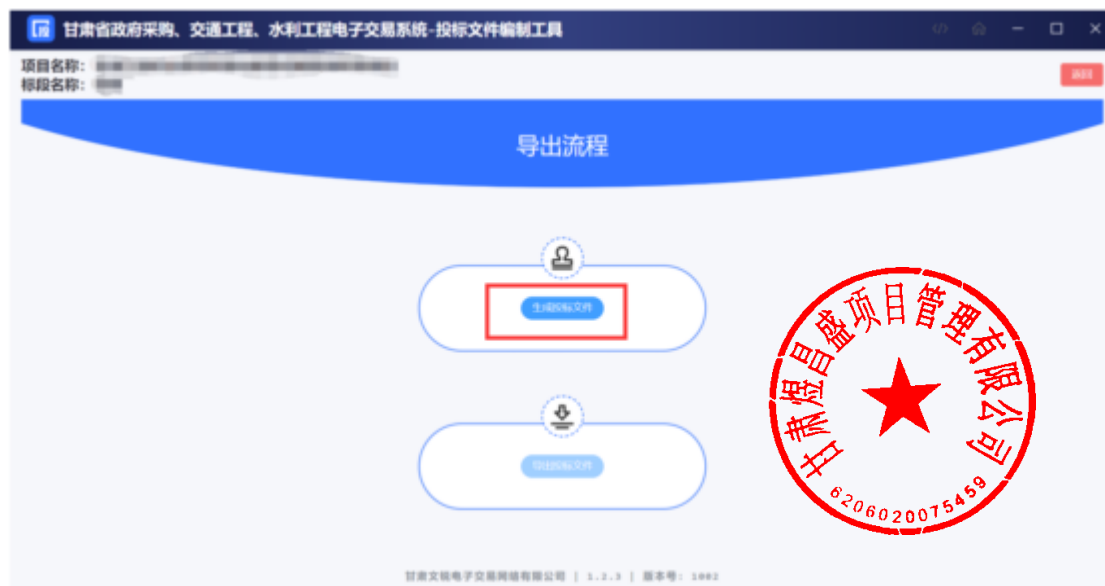 甘肃省政府采购、交通工程、水利工程电子交易系统-投标文件编制工具
项目名称：
标段名称：
返回
导出流程
生成投标文件
导出投标文件
甘肃煜昌盛项目管理有限公司
6206020075459
甘肃文锐电子交易网络有限公司 | 1.2.3 | 版本号: 1002